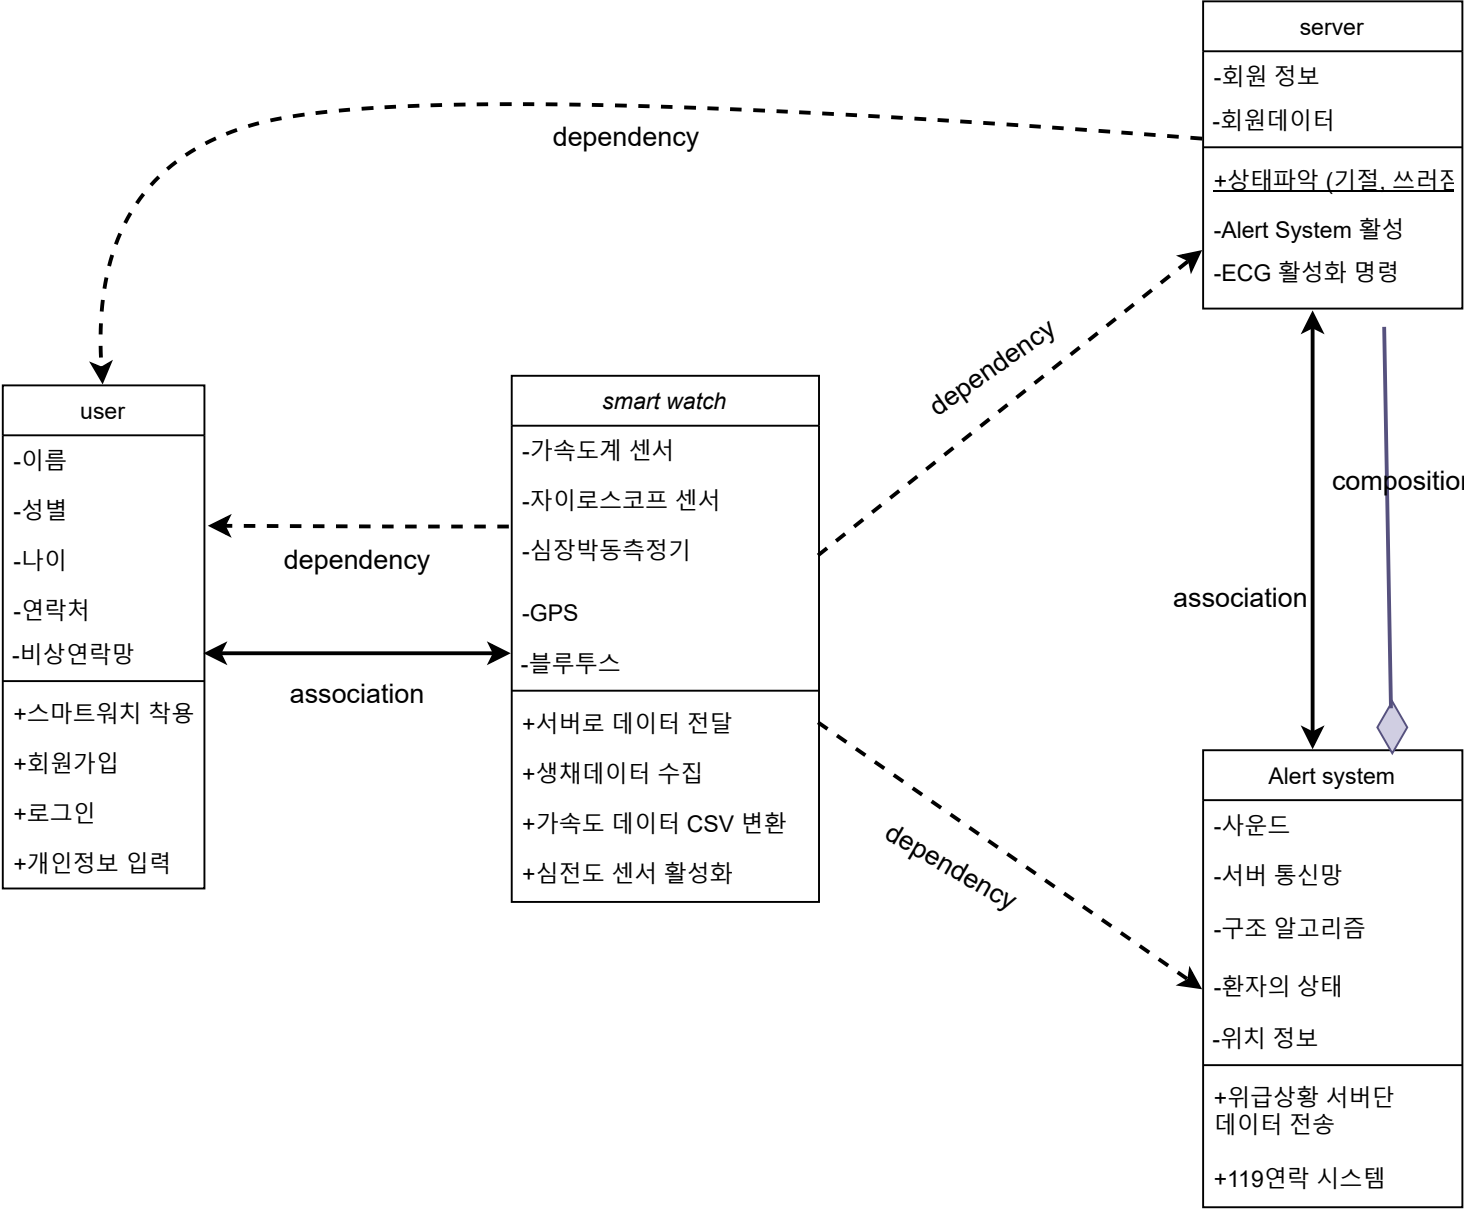 server
-회원 정보
-회원데이터
+상태파악 (기절, 쓰러짐
-Alert System 활성
-ECG 활성화 명령
dependency
dependency
user
-이름
-성별
-나이
-연락처
-비상연락망
+스마트워치 착용
+회원가입
+로그인
+개인정보 입력
dependency
association
smart watch
-가속도계 센서
-자이로스코프 센서
-심장박동측정기
-GPS
-블루투스
+서버로 데이터 전달
+생채데이터 수집
+가속도 데이터 CSV 변환
+심전도 센서 활성화
dependency
composition
association
Alert system
-사운드
-서버 통신망
-구조 알고리즘
-환자의 상태
-위치 정보
+위급상황 서버단
데이터 전송
+119연락 시스템